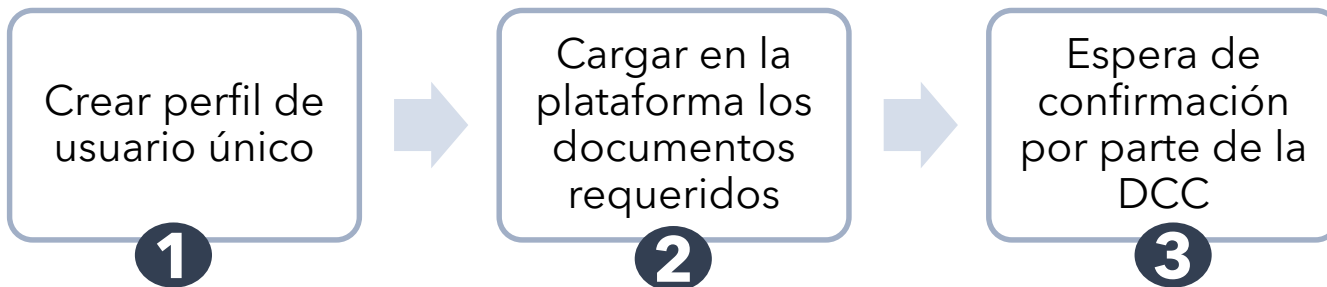 Crear perfil de
usuario único
1
Cargar en la
plataforma los
documentos
requeridos
2
Espera de
confirmación
por parte de la
DCC
3